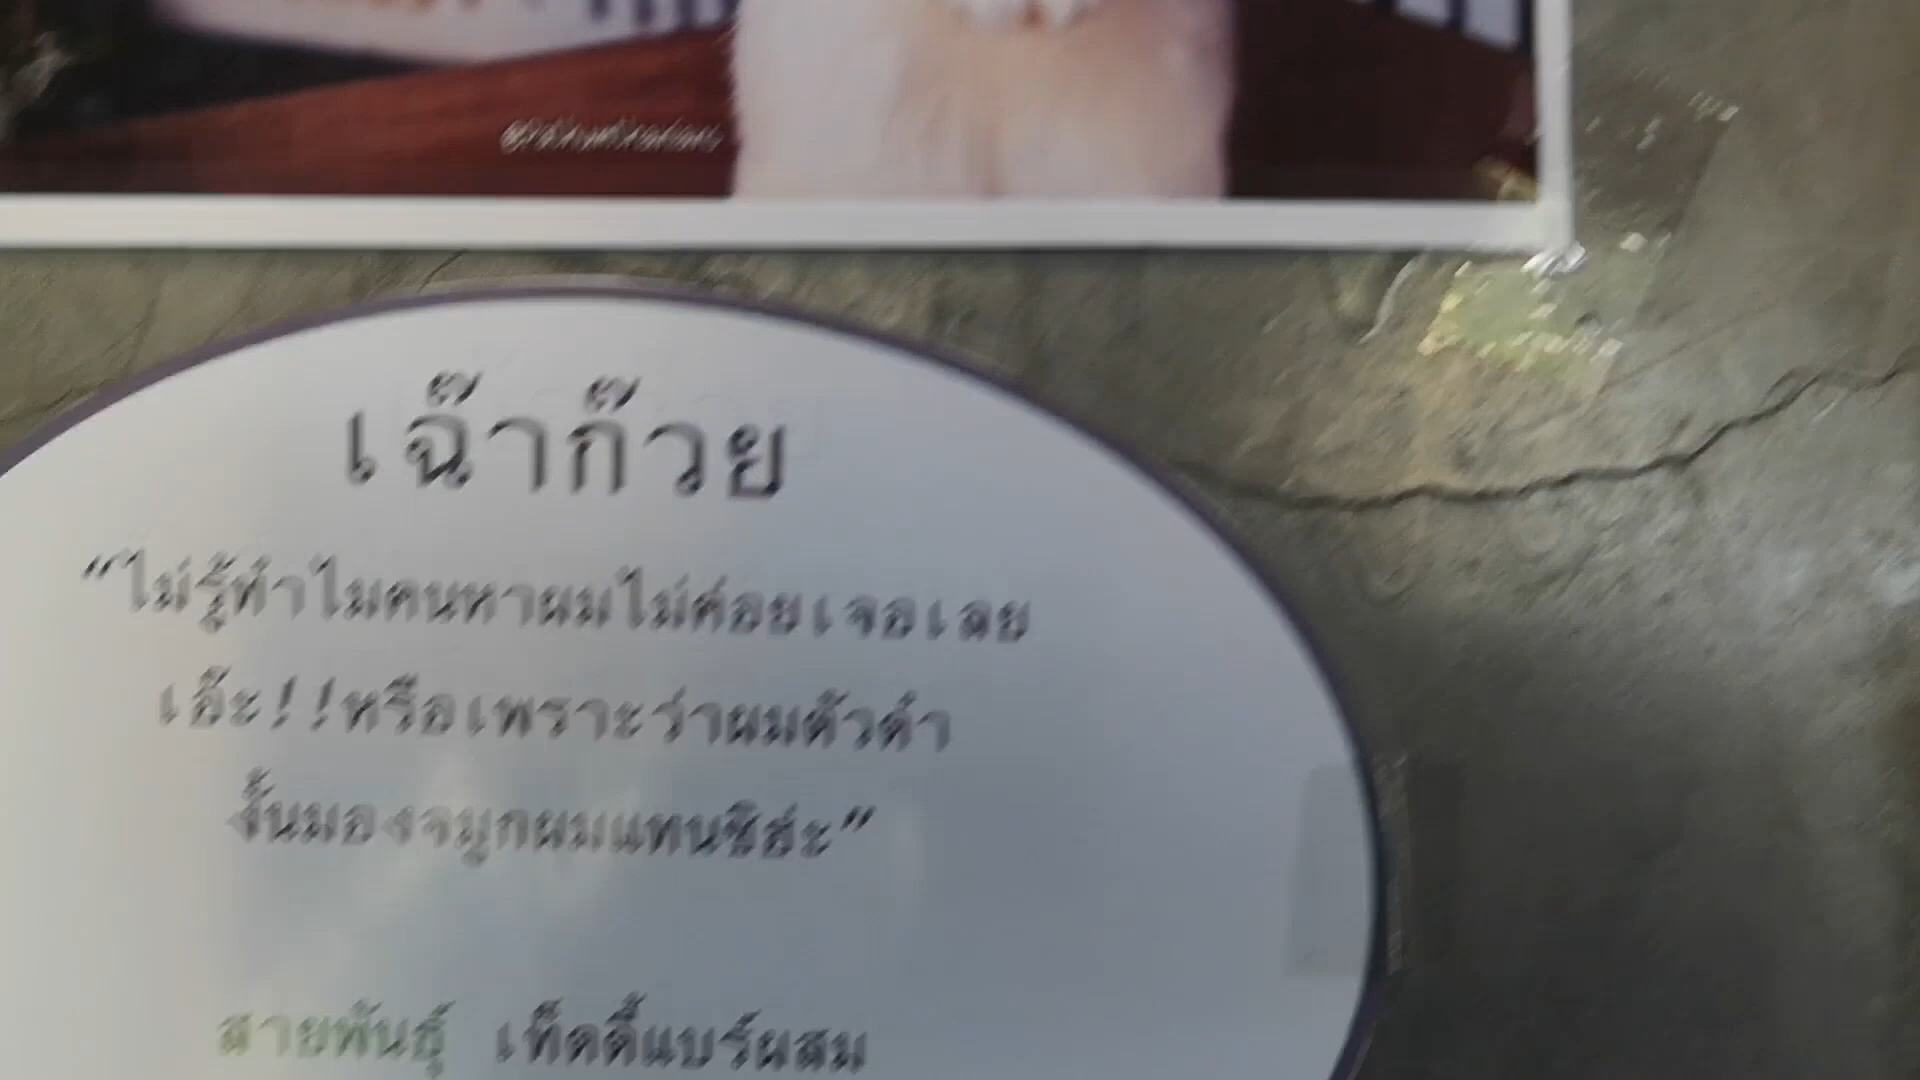 เฉ๊าก๊วย
“ไม่รู้ทำไมคนหาผมไม่ค่อยเจอเลย
เอ๊ะ!!หรือเพราะว่าผมตัวดำ
งั้นมองจมูกผมแทนซิฮ่ะ”
สายพันธุ์ เท็ดดี้แบร์ผสม